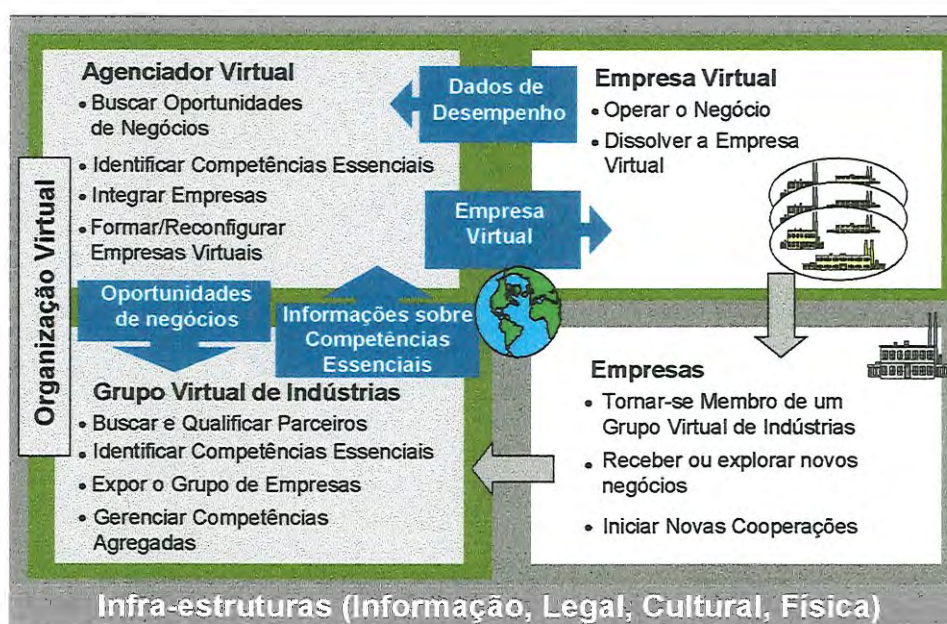 Agenciador Virtual
• Buscar Oportunidades
de Negócios
• Identificar Competências Essenciais
• Integrar Empresas
• Formar/Reconfigurar
Empresas Virtuais
Dados de
Desempenho
Empresa
Virtual
Empresa Virtual
• Operar o Negócio
• Dissolver a Empresa
Virtual
Organização Virtual
Oportunidades
de negócios
Informações sobre
Competências
Essenciais
Grupo Virtual de Indústrias
• Buscar e Qualificar Parceiros
• Identificar Competências Essenciais
• Expor o Grupo de Empresas
• Gerenciar Competências
Agregadas
Empresas
• Tornar-se Membro de um
Grupo Virtual de Indústrias
• Receber ou explorar novos
negócios
• Iniciar Novas Cooperações
Infra-estruturas (Informação, Legal, Cultural, Física)